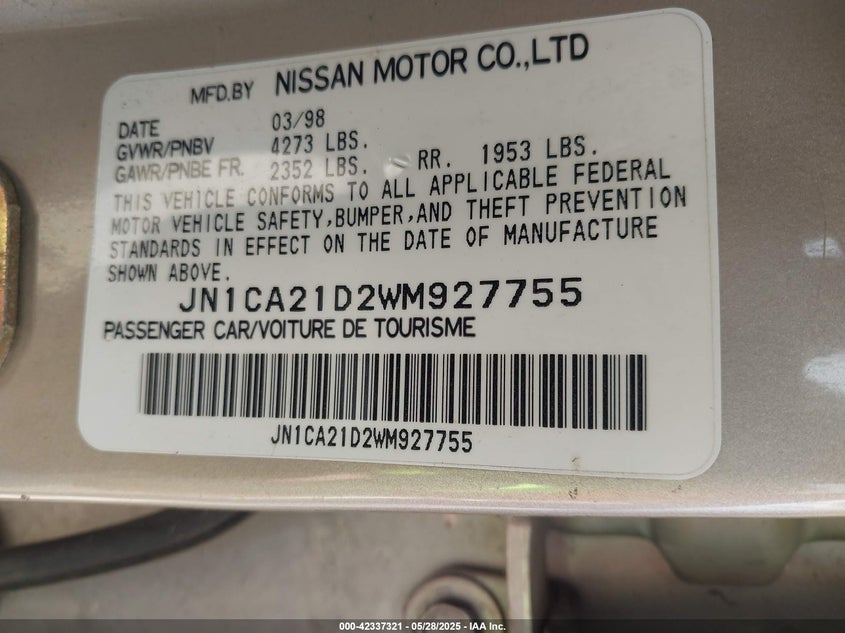 MFD.BY NISSAN MOTOR CO.,LTD
DATE 03/98
GVWR/PNBV 4273 LBS.
GAWR/PNBE FR. 2352 LBS. RR. 1953 LBS.
THIS VEHICLE CONFORMS TO ALL APPLICABLE FEDERAL
MOTOR VEHICLE SAFETY,BUMPER,AND THEFT PREVENTION
STANDARDS IN EFFECT ON THE DATE OF MANUFACTURE
SHOWN ABOVE.
JN1CA21D2WM927755
PASSENGER CAR/VOITURE DE TOURISME
JN1CA21D2WM927755
000-42337321 - 05/28/2025 - IAA Inc.